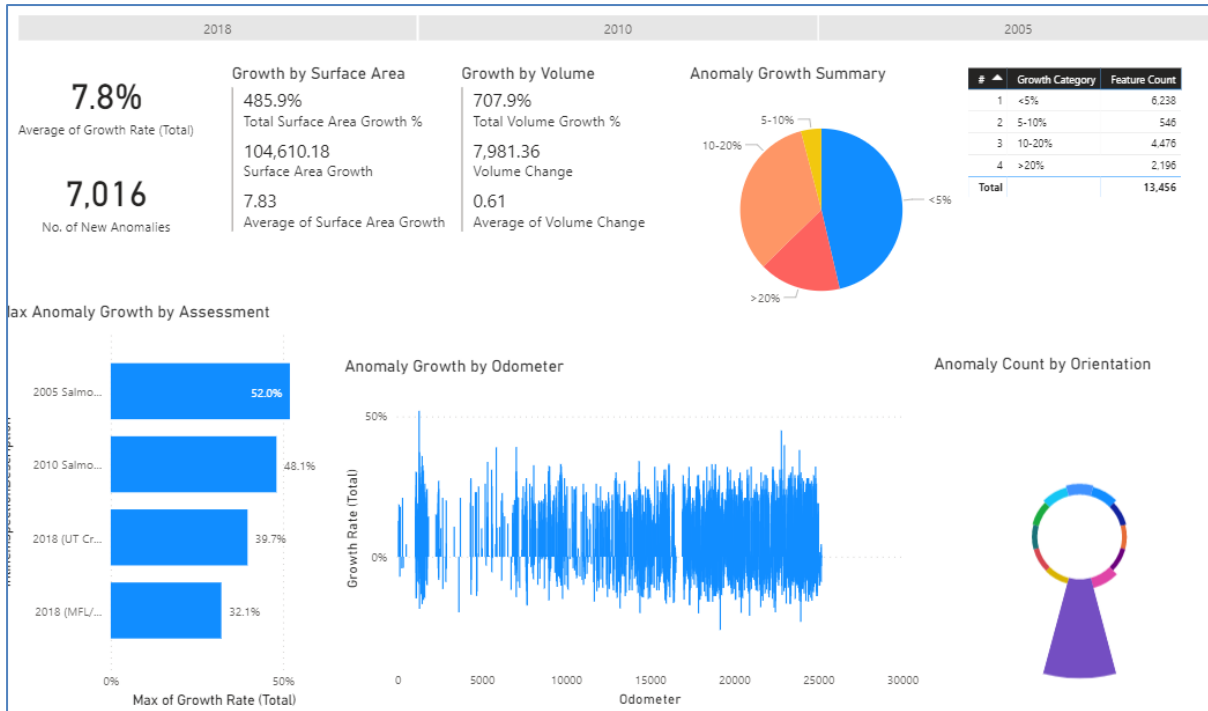 2018 2010 2005
7.8%
Average of Growth Rate (Total)
7,016
No. of New Anomalies
Growth by Surface Area
485.9%
Total Surface Area Growth %
104,610.18
Surface Area Growth
7.83
Average of Surface Area Growth
Growth by Volume
707.9%
Total Volume Growth %
7,981.36
Volume Change
0.61
Average of Volume Change
Anomaly Growth Summary
5-10%
10-20%
<5%
>20%
# Growth Category Feature Count
1 <5% 6,238
2 5-10% 546
3 10-20% 4,476
4 >20% 2,196
Total 13,456
ax Anomaly Growth by Assessment
2005 Salmo... 52.0%
2010 Salmo... 48.1%
2018 (UT Cr... 39.7%
2018 (MFL/... 32.1%
0% 50%
Max of Growth Rate (Total)
Anomaly Growth by Odometer
Growth Rate (Total)
50%
0%
0 5000 10000 15000 20000 25000 30000
Odometer
Anomaly Count by Orientation